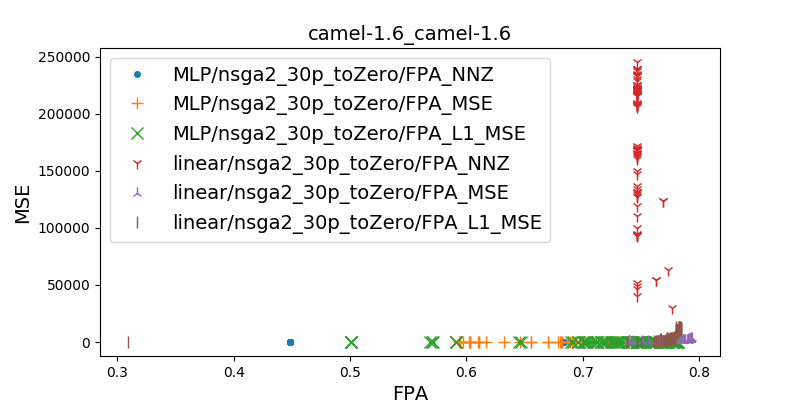 camel-1.6_camel-1.6
MLP/nsga2_30p_toZero/FPA_NNZ
MLP/nsga2_30p_toZero/FPA_MSE
MLP/nsga2_30p_toZero/FPA_L1_MSE
linear/nsga2_30p_toZero/FPA_NNZ
linear/nsga2_30p_toZero/FPA_MSE
linear/nsga2_30p_toZero/FPA_L1_MSE
MSE
250000
200000
150000
100000
50000
0
0.3 0.4 0.5 0.6 0.7 0.8
FPA